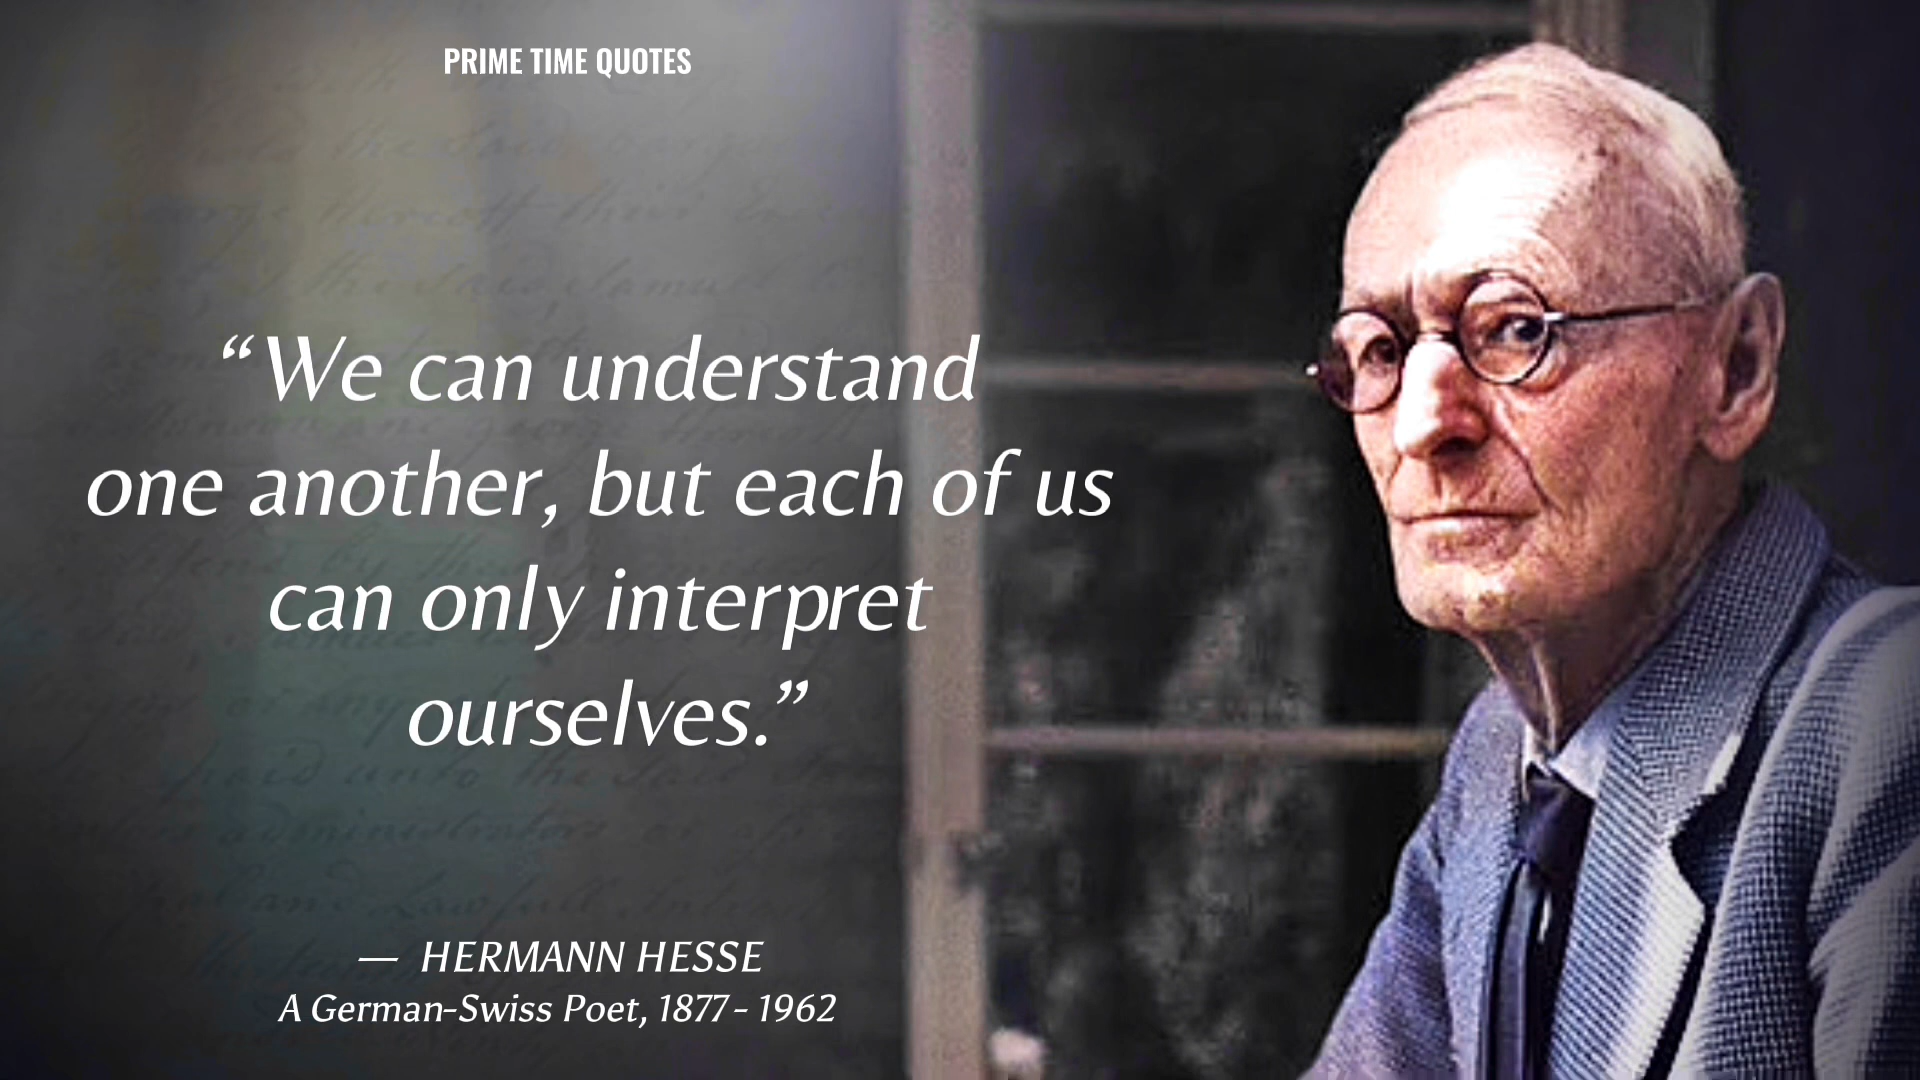 PRIME TIME QUOTES
“We can understand
one another, but each of us
can only interpret
ourselves.”
— HERMANN HESSE
A German-Swiss Poet, 1877- 1962